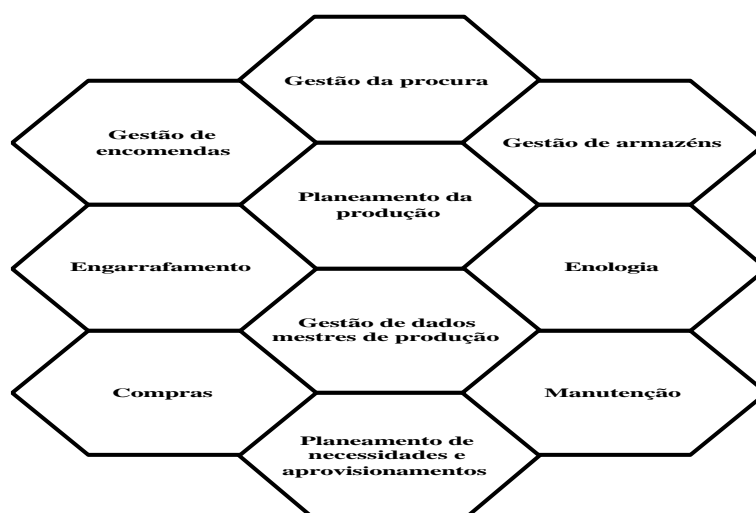 Gestão da procura
Gestão de
encomendas
Gestão de armazéns
Planeamento da
produção
Engarrafamento
Enologia
Gestão de dados
mestres de produção
Compras
Manutenção
Planeamento de
necessidades e
aprovisionamentos